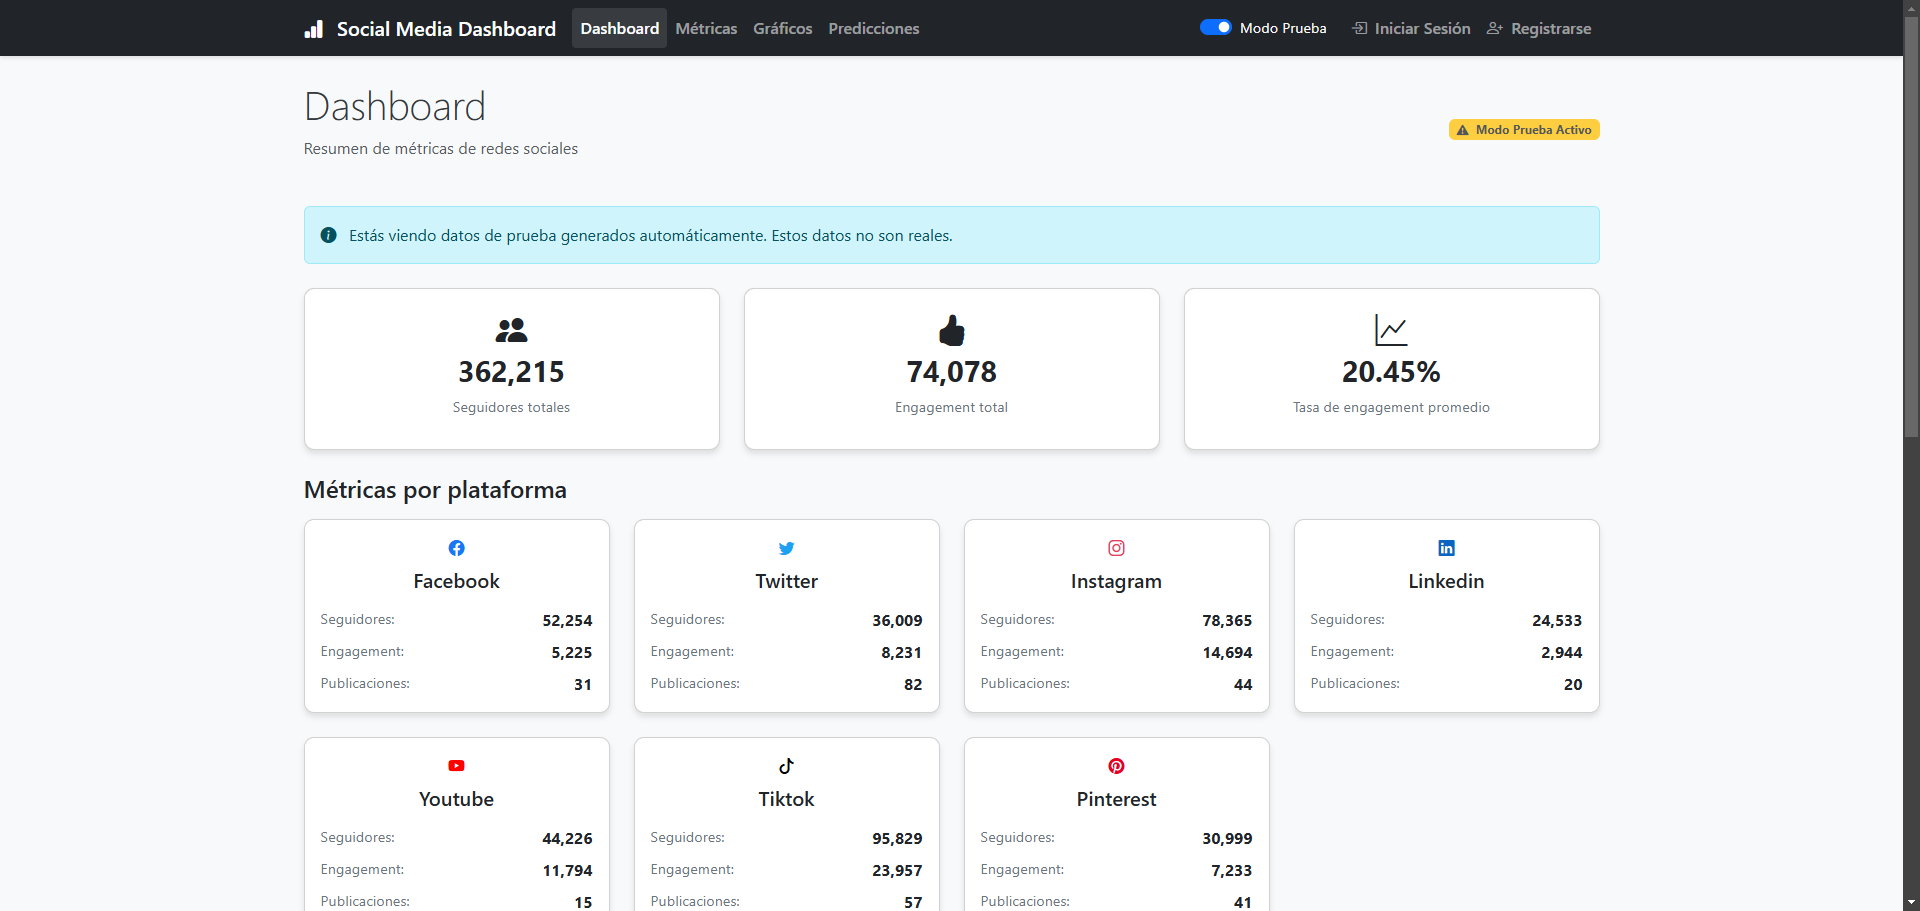 Social Media Dashboard Dashboard Métricas Gráficos Predicciones Modo Prueba Iniciar Sesión Registrarse
Dashboard
Modo Prueba Activo
Resumen de métricas de redes sociales
Estás viendo datos de prueba generados automáticamente. Estos datos no son reales.
362,215
Seguidores totales
74,078
Engagement total
20.45%
Tasa de engagement promedio
Métricas por plataforma
Facebook
Seguidores: 52,254
Engagement: 5,225
Publicaciones: 31
Twitter
Seguidores: 36,009
Engagement: 8,231
Publicaciones: 82
Instagram
Seguidores: 78,365
Engagement: 14,694
Publicaciones: 44
Linkedin
Seguidores: 24,533
Engagement: 2,944
Publicaciones: 20
Youtube
Seguidores: 44,226
Engagement: 11,794
Publicaciones: 15
Tiktok
Seguidores: 95,829
Engagement: 23,957
Publicaciones: 57
Pinterest
Seguidores: 30,999
Engagement: 7,233
Publicaciones: 41